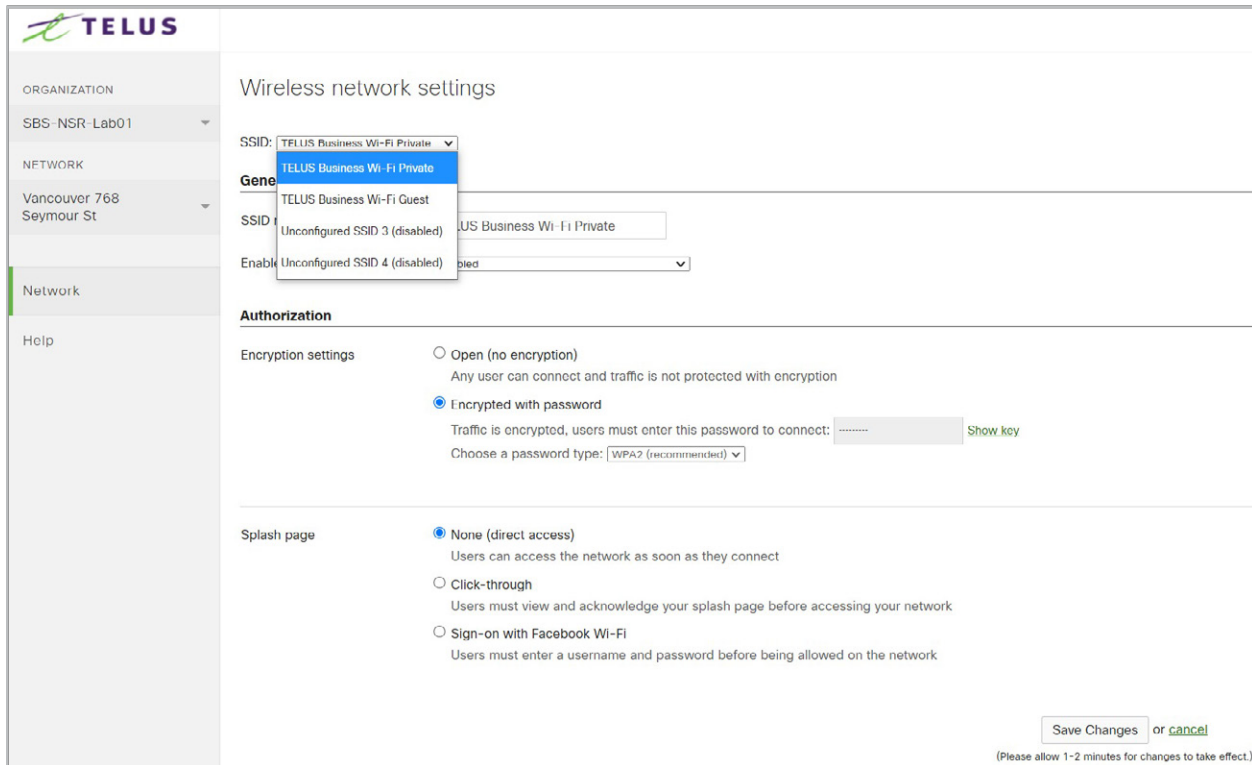 TELUS
ORGANIZATION
SBS-NSR-Lab01
NETWORK
Vancouver 768
Seymour St
Network
Help
Wireless network settings
SSID: TELUS Business Wi-Fi Private
TELUS Business Wi-Fi Private
TELUS Business Wi-Fi Guest
Unconfigured SSID 3 (disabled)
Unconfigured SSID 4 (disabled)
Gene
SSID
LUS Business Wi-Fi Private
Enable
bled
Authorization
Encryption settings
Open (no encryption)
Any user can connect and traffic is not protected with encryption
Encrypted with password
Traffic is encrypted, users must enter this password to connect: --------- Show key
Choose a password type: WPA2 (recommended)
Splash page
None (direct access)
Users can access the network as soon as they connect
Click-through
Users must view and acknowledge your splash page before accessing your network
Sign-on with Facebook Wi-Fi
Users must enter a username and password before being allowed on the network
Save Changes or cancel
(Please allow 1-2 minutes for changes to take effect.)